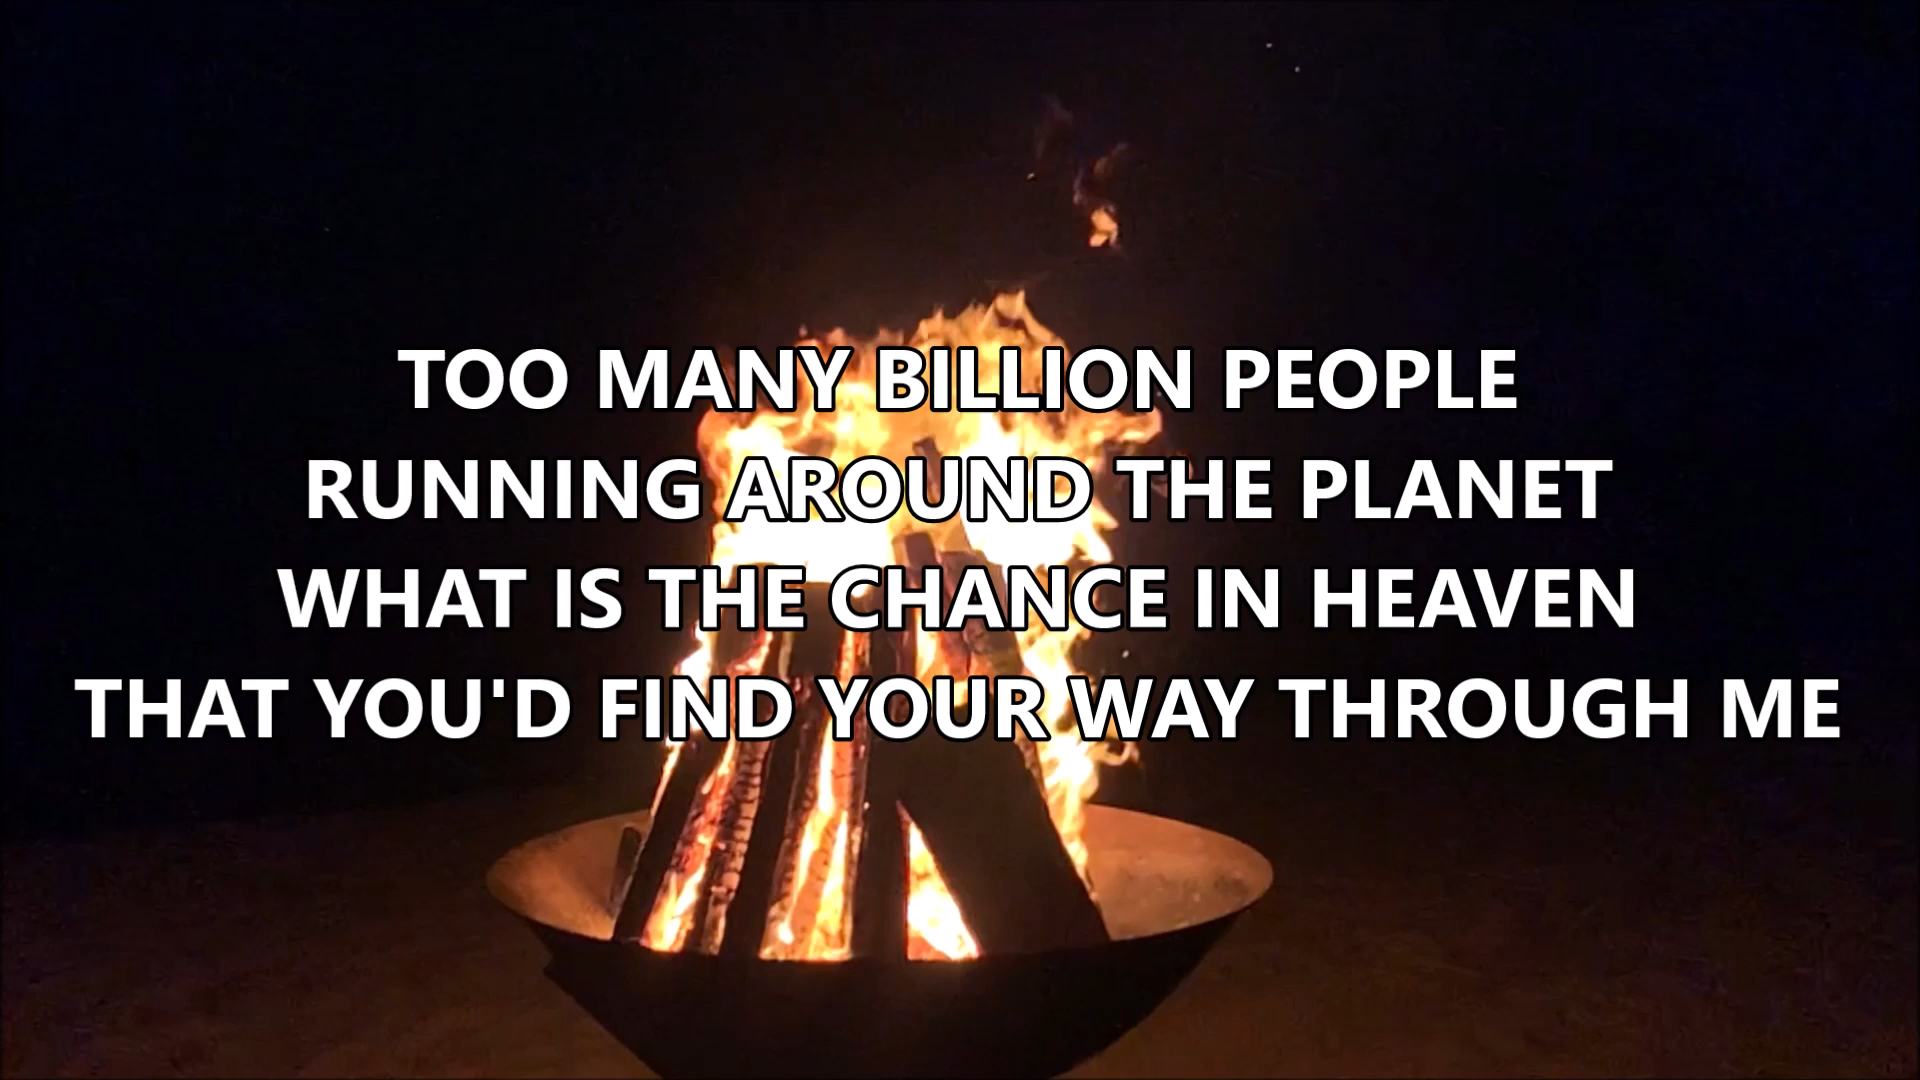 TOO MANY BILLION PEOPLE
RUNNING AROUND THE PLANET
WHAT IS THE CHANCE IN HEAVEN
THAT YOU'D FIND YOUR WAY THROUGH ME